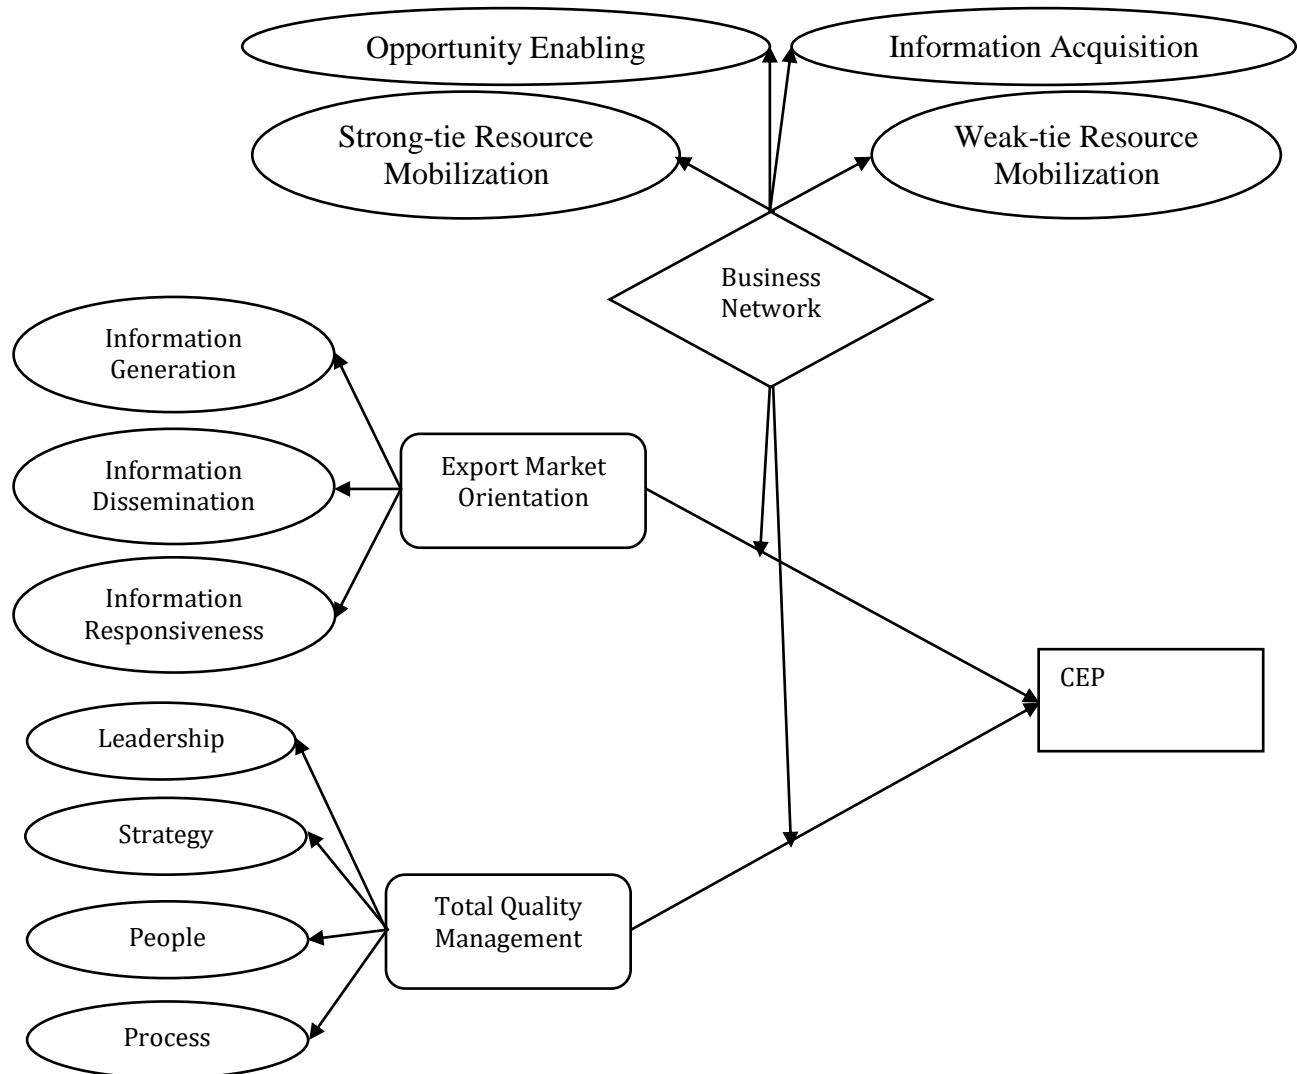 Opportunity Enabling
Information Acquisition
Strong-tie Resource
Mobilization
Weak-tie Resource
Mobilization
Business
Network
Information
Generation
Export Market
Orientation
Information
Dissemination
Information
Responsiveness
CEP
Leadership
Strategy
Total Quality
Management
People
Process